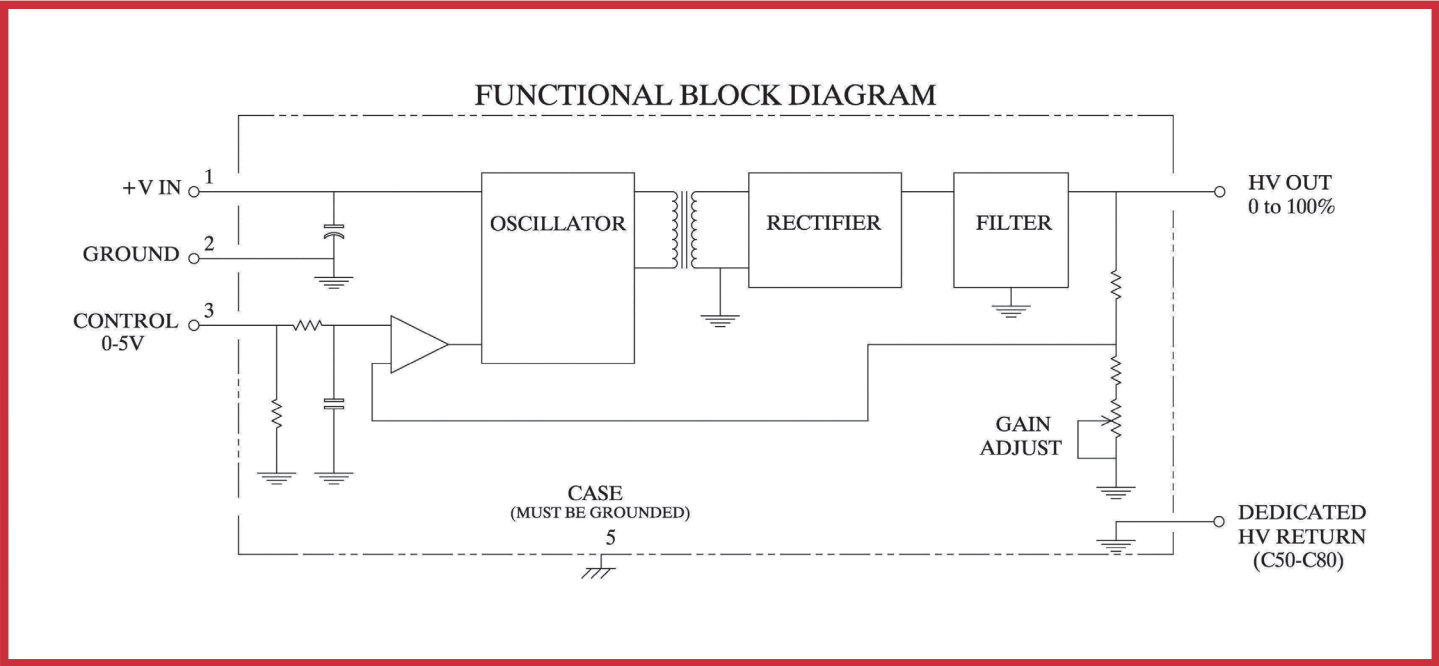 FUNCTIONAL BLOCK DIAGRAM
+V IN
1
GROUND
2
CONTROL
0-5V
3
OSCILLATOR
RECTIFIER
FILTER
HV OUT
0 to 100%
GAIN
ADJUST
CASE
(MUST BE GROUNDED)
5
DEDICATED
HV RETURN
(C50-C80)